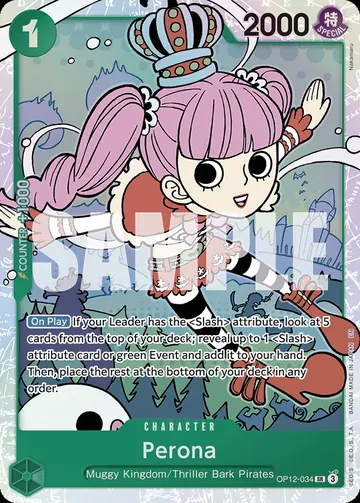 1
2000
特
SPECIAL
Nakamaru
COUNTER +1000
SAMPLE
On Play If your Leader has the <Slash> attribute, look at 5
cards from the top of your deck; reveal up to 1 <Slash>
attribute card or green Event and add it to your hand.
Then, place the rest at the bottom of your deck in any
order.
CHARACTER
Perona
Muggy Kingdom/Thriller Bark Pirates
OP12-034 SR 3